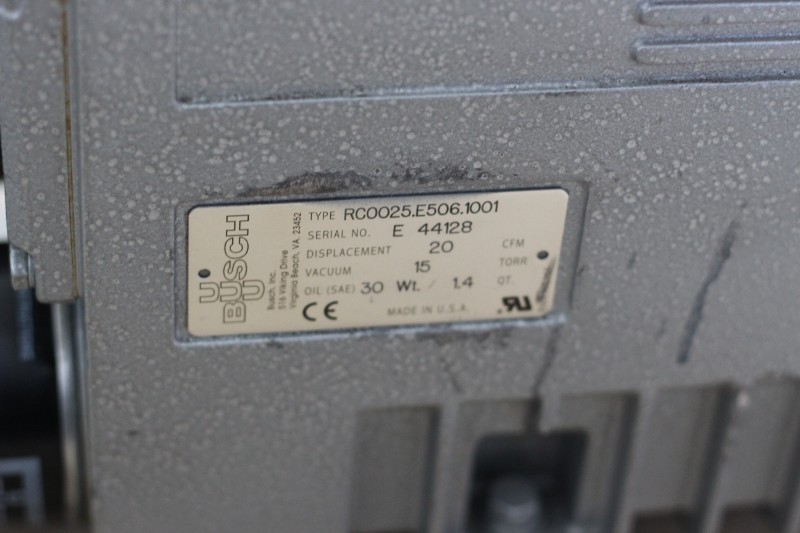 BUSCH
Busch, Inc.
516 Viking Drive
Virginia Beach, VA. 23452
TYPE RC0025.E506.1001
SERIAL NO. E 44128
DISPLACEMENT 20 CFM
VACUUM 15 TORR
OIL (SAE) 30 Wt. / 1.4 QT.
CE MADE IN U.S.A.